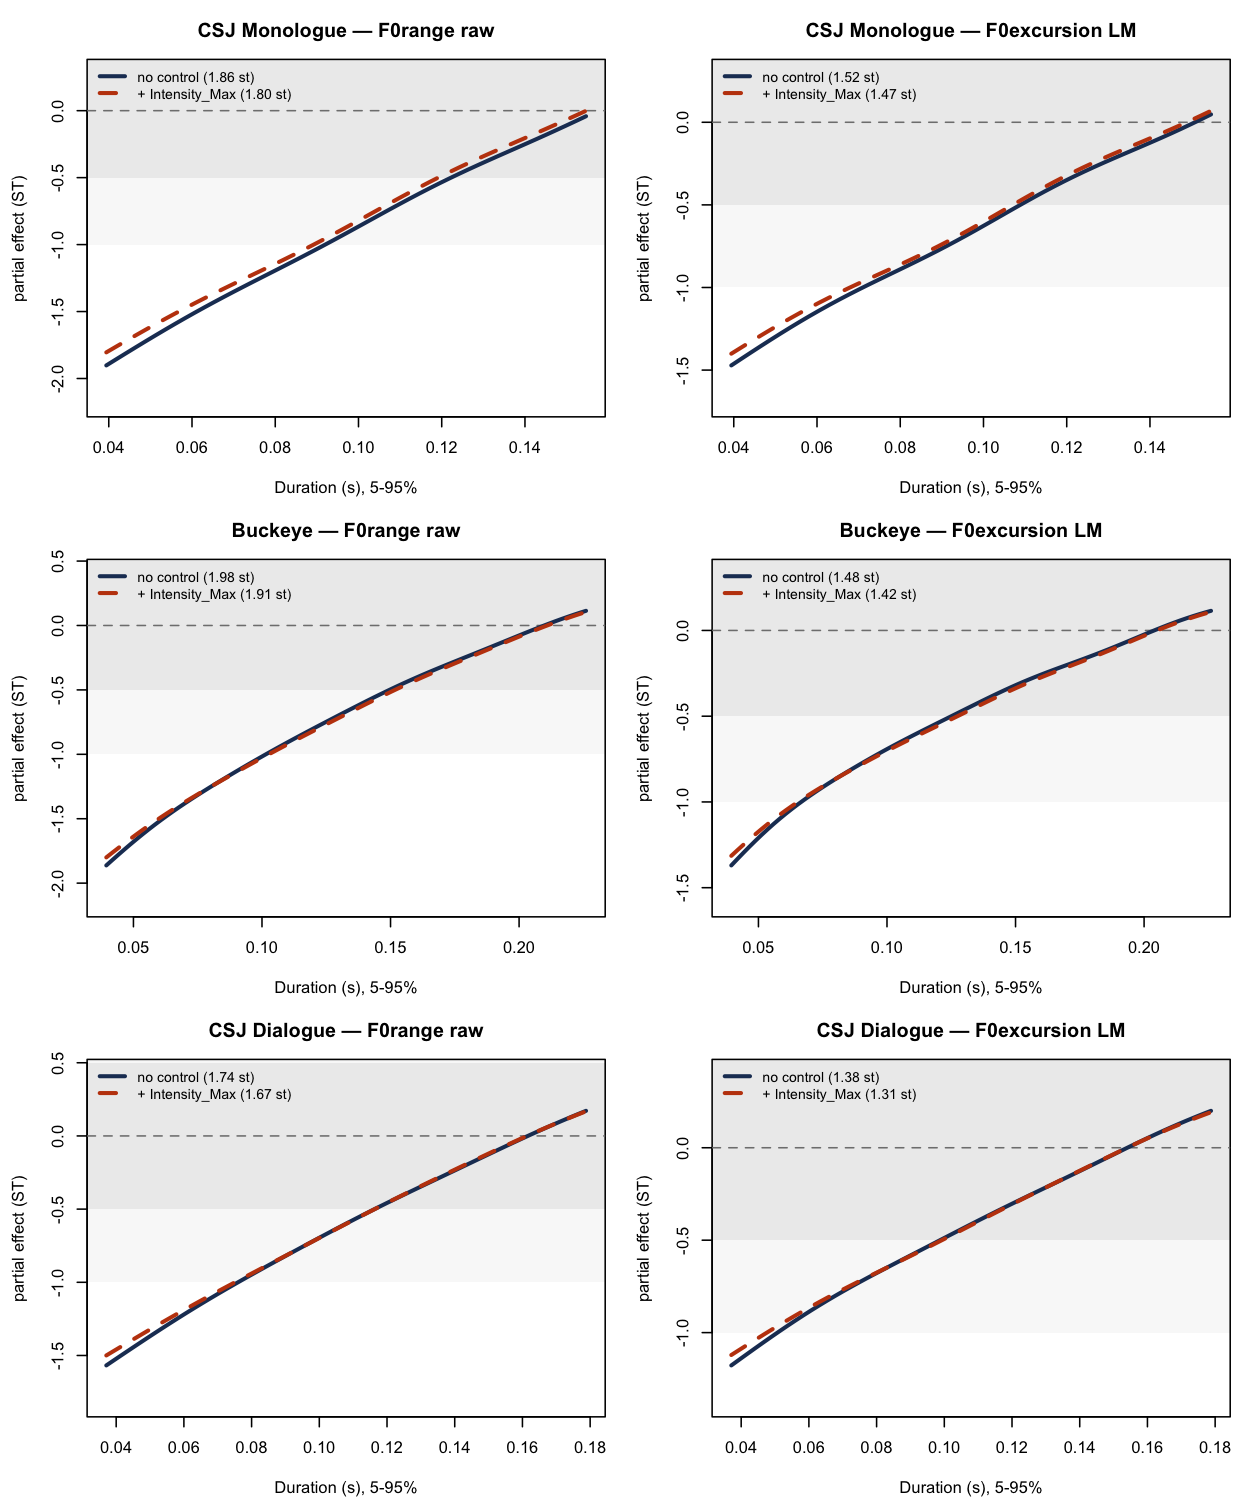 CSJ Monologue — F0range raw
no control (1.86 st)
+ Intensity_Max (1.80 st)
0.0
-0.5
-1.0
-1.5
-2.0
partial effect (ST)
0.04 0.06 0.08 0.10 0.12 0.14
Duration (s), 5-95%
CSJ Monologue — F0excursion LM
no control (1.52 st)
+ Intensity_Max (1.47 st)
0.0
-0.5
-1.0
-1.5
partial effect (ST)
0.04 0.06 0.08 0.10 0.12 0.14
Duration (s), 5-95%
Buckeye — F0range raw
no control (1.98 st)
+ Intensity_Max (1.91 st)
0.5
0.0
-0.5
-1.0
-1.5
-2.0
partial effect (ST)
0.05 0.10 0.15 0.20
Duration (s), 5-95%
Buckeye — F0excursion LM
no control (1.48 st)
+ Intensity_Max (1.42 st)
0.0
-0.5
-1.0
-1.5
partial effect (ST)
0.05 0.10 0.15 0.20
Duration (s), 5-95%
CSJ Dialogue — F0range raw
no control (1.74 st)
+ Intensity_Max (1.67 st)
0.5
0.0
-0.5
-1.0
-1.5
partial effect (ST)
0.04 0.06 0.08 0.10 0.12 0.14 0.16 0.18
Duration (s), 5-95%
CSJ Dialogue — F0excursion LM
no control (1.38 st)
+ Intensity_Max (1.31 st)
0.0
-0.5
-1.0
partial effect (ST)
0.04 0.06 0.08 0.10 0.12 0.14 0.16 0.18
Duration (s), 5-95%